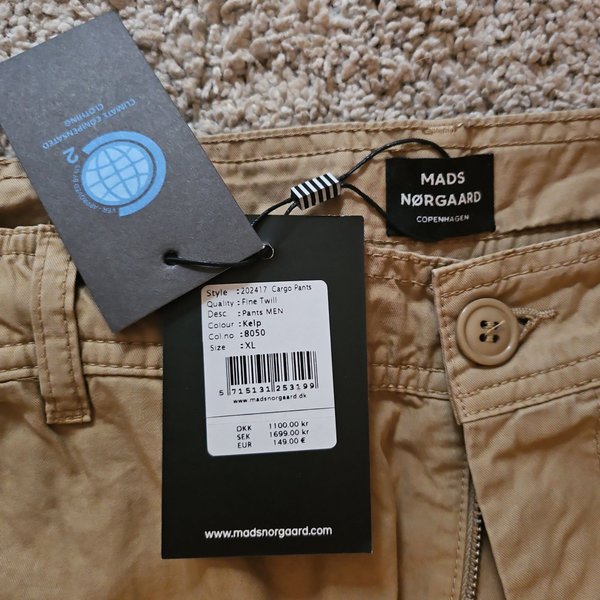 CLIMATE COMPENSATED
CLOTHING
2
MADS
NØRGAARD
COPENHAGEN
Style : 202417 Cargo Pants
Quality : Fine Twill
Desc : Pants MEN
Colour : Kelp
Col no : 8050
Size : XL
5 715131 253199
www.madsnorgaard.dk
DKK 1100.00 kr
SEK 1699.00 kr
EUR 149.00 €
www.madsnorgaard.com